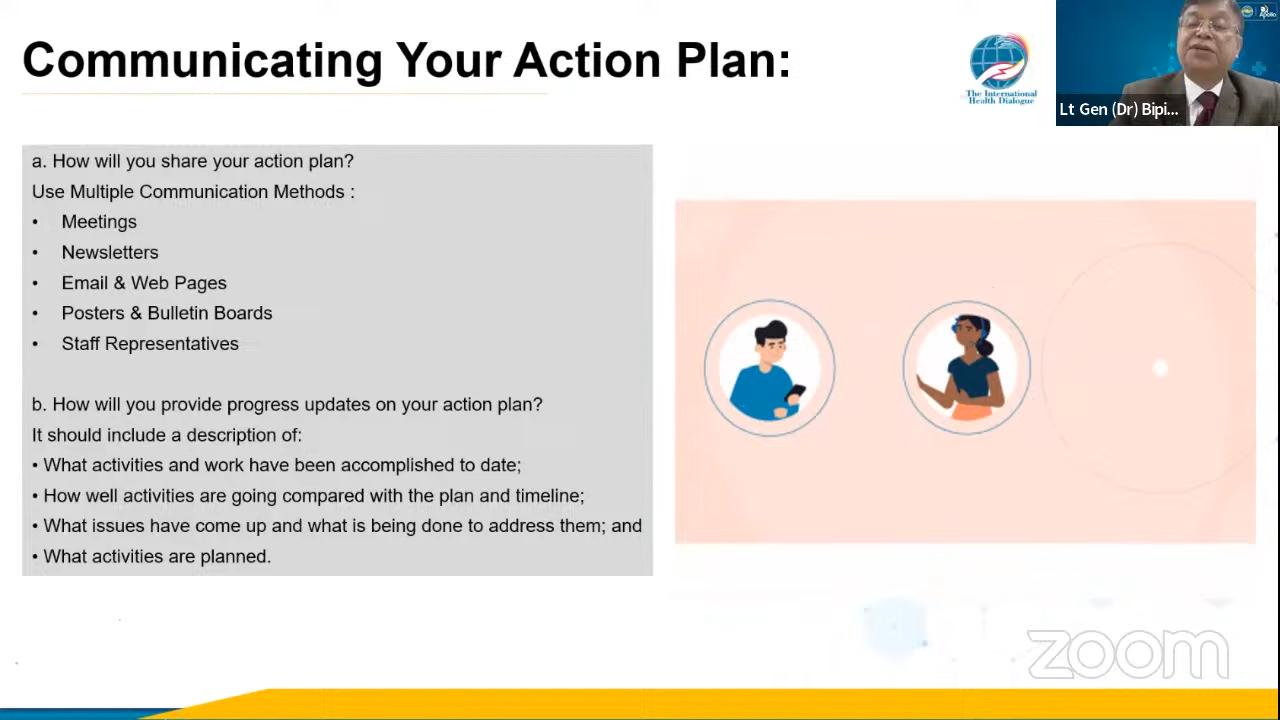 Communicating Your Action Plan:
The International
Health Dialogue
Apollo
Lt Gen (Dr) Bipi...
a. How will you share your action plan?
Use Multiple Communication Methods :
• Meetings
• Newsletters
• Email & Web Pages
• Posters & Bulletin Boards
• Staff Representatives
b. How will you provide progress updates on your action plan?
It should include a description of:
• What activities and work have been accomplished to date;
• How well activities are going compared with the plan and timeline;
• What issues have come up and what is being done to address them; and
• What activities are planned.
zoom